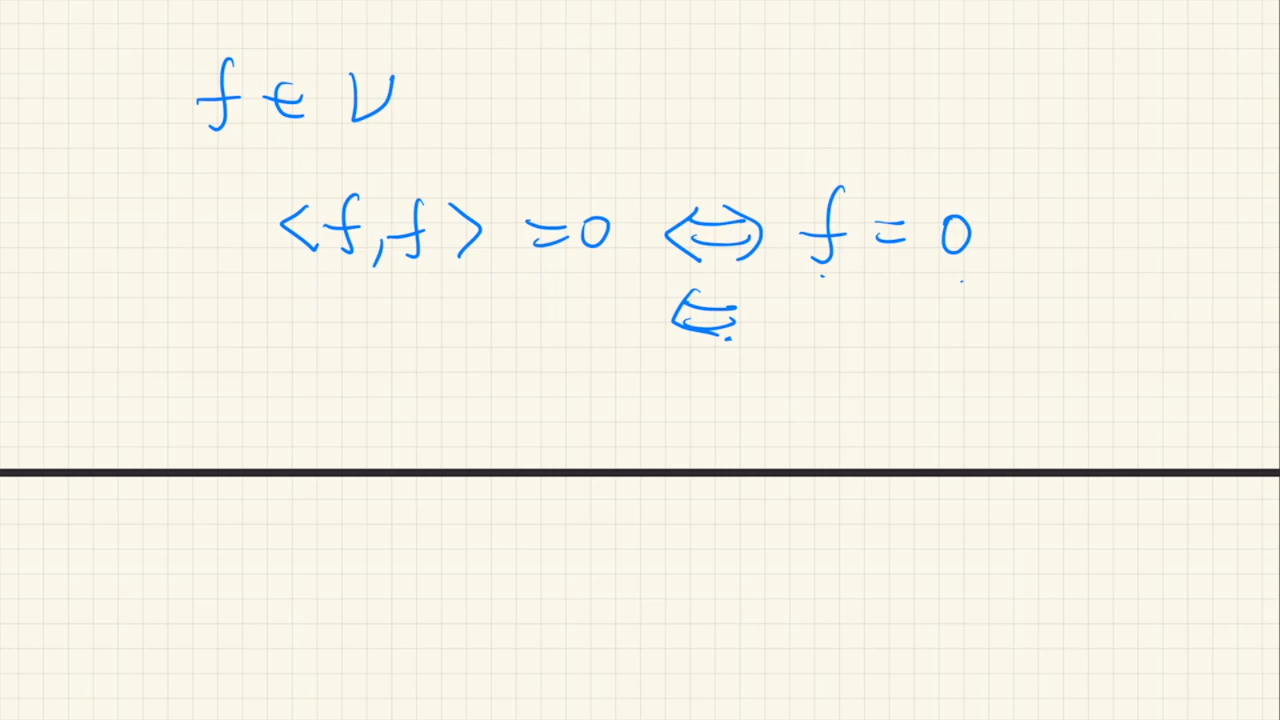 f ∈ V
<f, f> = 0 ⇔ f = 0
⇐